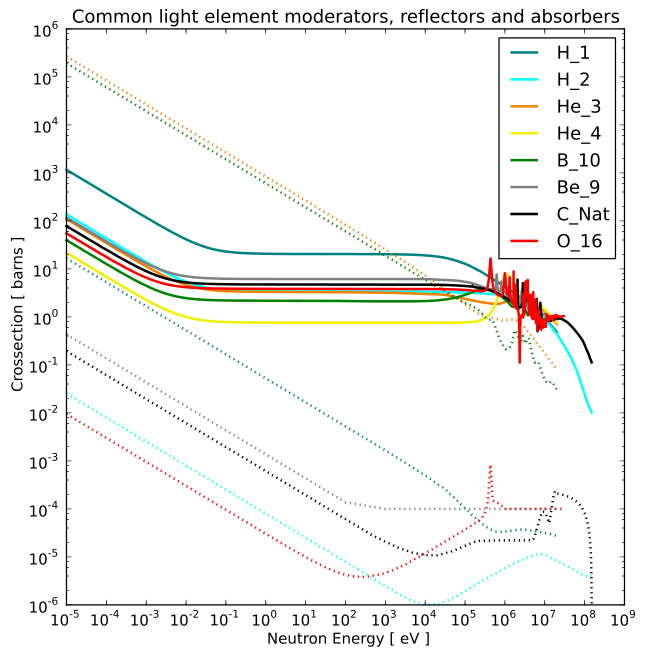 Common light element moderators, reflectors and absorbers
Crossection [ barns ]
10^6
10^5
10^4
10^3
10^2
10^1
10^0
10^-1
10^-2
10^-3
10^-4
10^-5
10^-6
H_1
H_2
He_3
He_4
B_10
Be_9
C_Nat
O_16
10^-5 10^-4 10^-3 10^-2 10^-1 10^0 10^1 10^2 10^3 10^4 10^5 10^6 10^7 10^8 10^9
Neutron Energy [ eV ]